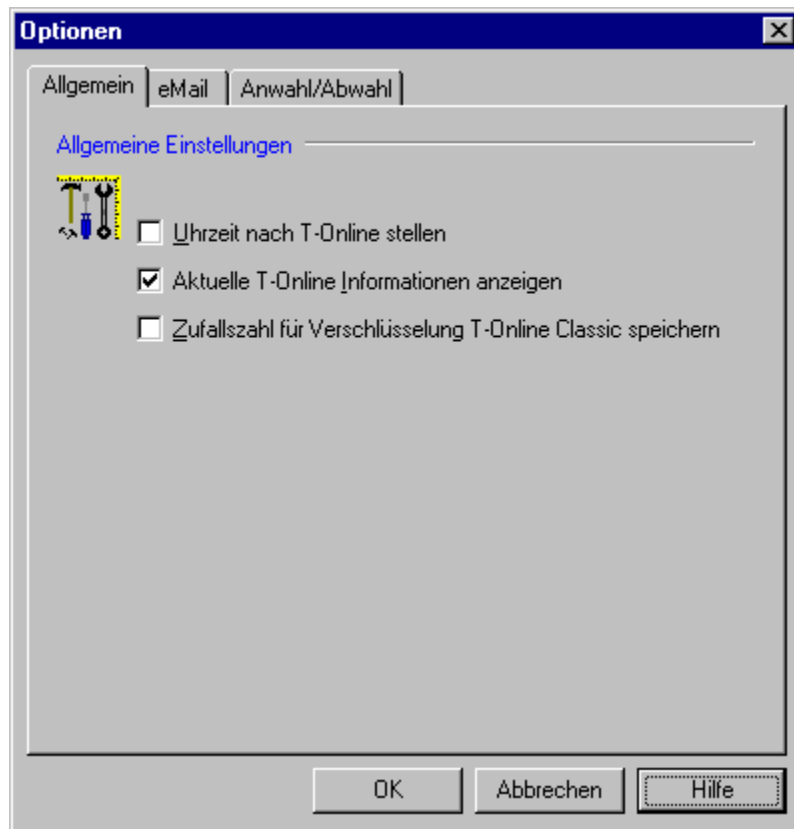 Optionen
Allgemein eMail Anwahl/Abwahl
Allgemeine Einstellungen
Uhrzeit nach T-Online stellen
Aktuelle T-Online Informationen anzeigen
Zufallszahl für Verschlüsselung T-Online Classic speichern
OK Abbrechen Hilfe